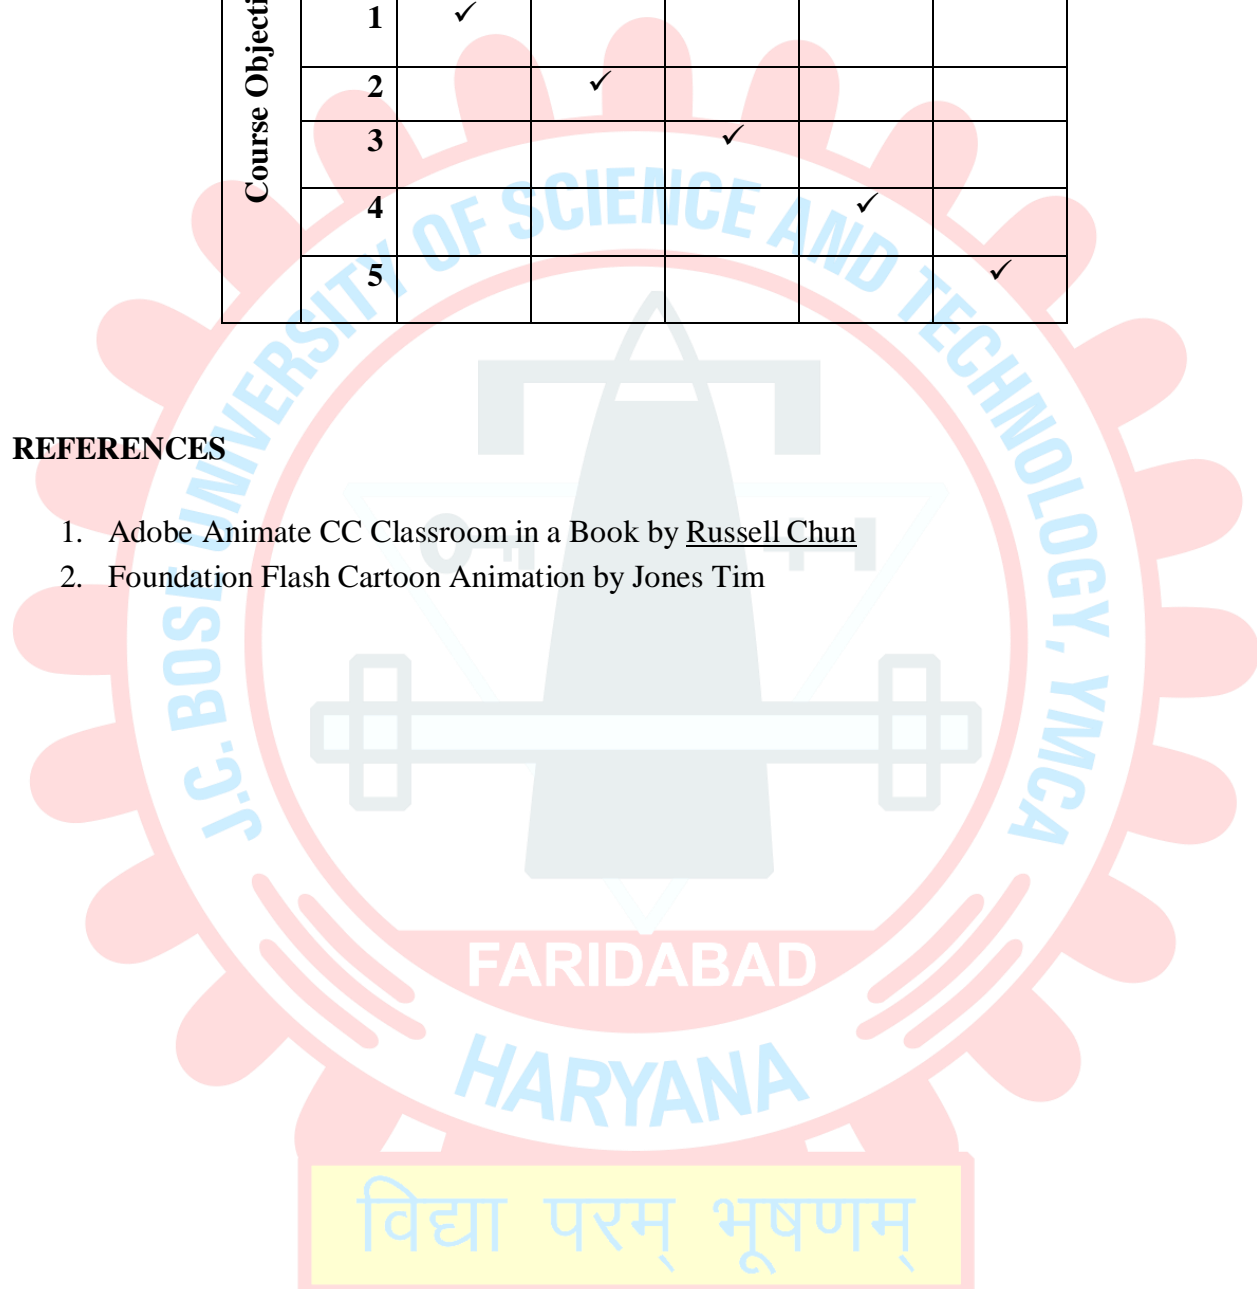 Course Objecti
1 ✓
2 ✓
3 ✓
4 ✓
5 ✓
REFERENCES
1. Adobe Animate CC Classroom in a Book by Russell Chun
2. Foundation Flash Cartoon Animation by Jones Tim
J.C. BOSE UNIVERSITY OF SCIENCE AND TECHNOLOGY, YMCA
FARIDABAD
HARYANA
विद्या परम् भूषणम्